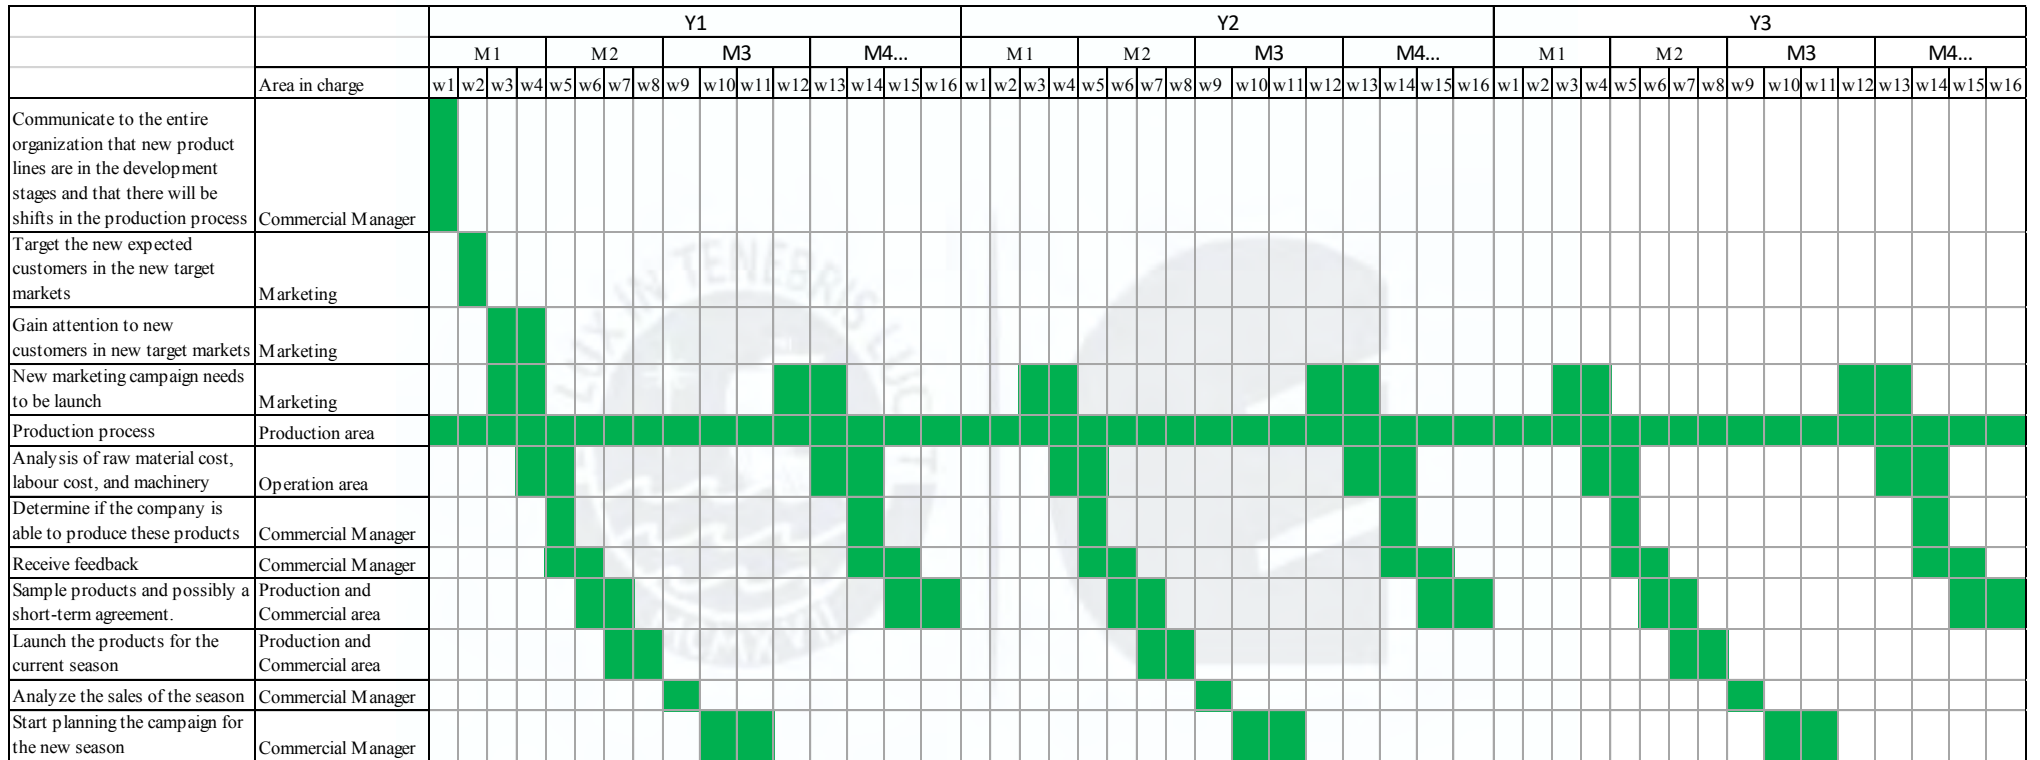 Y1 Y2 Y3
M1 M2 M3 M4... M1 M2 M3 M4... M1 M2 M3 M4...
Area in charge w1 w2 w3 w4 w5 w6 w7 w8 w9 w10 w11 w12 w13 w14 w15 w16 w1 w2 w3 w4 w5 w6 w7 w8 w9 w10 w11 w12 w13 w14 w15 w16 w1 w2 w3 w4 w5 w6 w7 w8 w9 w10 w11 w12 w13 w14 w15 w16
Communicate to the entire
organization that new product
lines are in the development
stages and that there will be
shifts in the production process Commercial Manager
Target the new expected
customers in the new target
markets Marketing
Gain attention to new
customers in new target markets Marketing
New marketing campaign needs
to be launch Marketing
Production process Production area
Analysis of raw material cost,
labour cost, and machinery Operation area
Determine if the company is
able to produce these products Commercial Manager
Receive feedback Commercial Manager
Sample products and possibly a Production and
short-term agreement. Commercial area
Launch the products for the Production and
current season Commercial area
Analyze the sales of the season Commercial Manager
Start planning the campaign for
the new season Commercial Manager
LUX IN TENEBRIS LUCET